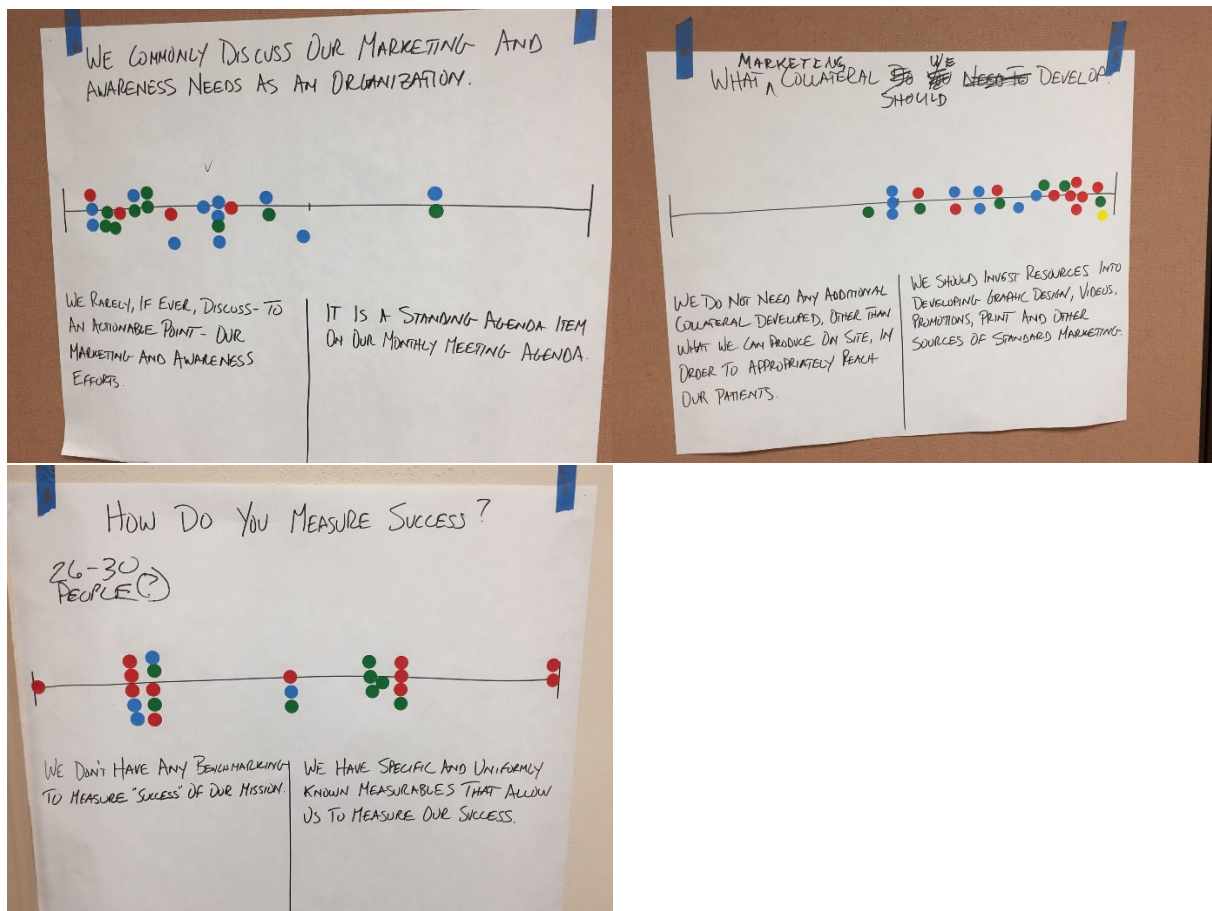 WE COMMONLY DISCUSS OUR MARKETING AND
AWARENESS NEEDS AS AN ORGANIZATION.
WE RARELY, IF EVER, DISCUSS - TO
AN ACTIONABLE POINT - OUR
MARKETING AND AWARENESS
EFFORTS.
IT IS A STANDING AGENDA ITEM
ON OUR MONTHLY MEETING AGENDA.
MARKETING WE
WHAT ^ COLLATERAL NEED TO DEVELOP.
SHOULD
WE DO NOT NEED ANY ADDITIONAL
COLLATERAL DEVELOPED, OTHER THAN
WHAT WE CAN PRODUCE ON SITE, IN
ORDER TO APPROPRIATELY REACH
OUR PATIENTS.
WE SHOULD INVEST RESOURCES INTO
DEVELOPING GRAPHIC DESIGN, VIDEOS,
PROMOTIONS, PRINT AND OTHER
SOURCES OF STANDARD MARKETING.
HOW DO YOU MEASURE SUCCESS?
26-30
PEOPLE (?)
WE DON'T HAVE ANY BENCHMARKING
TO MEASURE "SUCCESS" OF OUR MISSION.
WE HAVE SPECIFIC AND UNIFORMLY
KNOWN MEASURABLES THAT ALLOW
US TO MEASURE OUR SUCCESS.